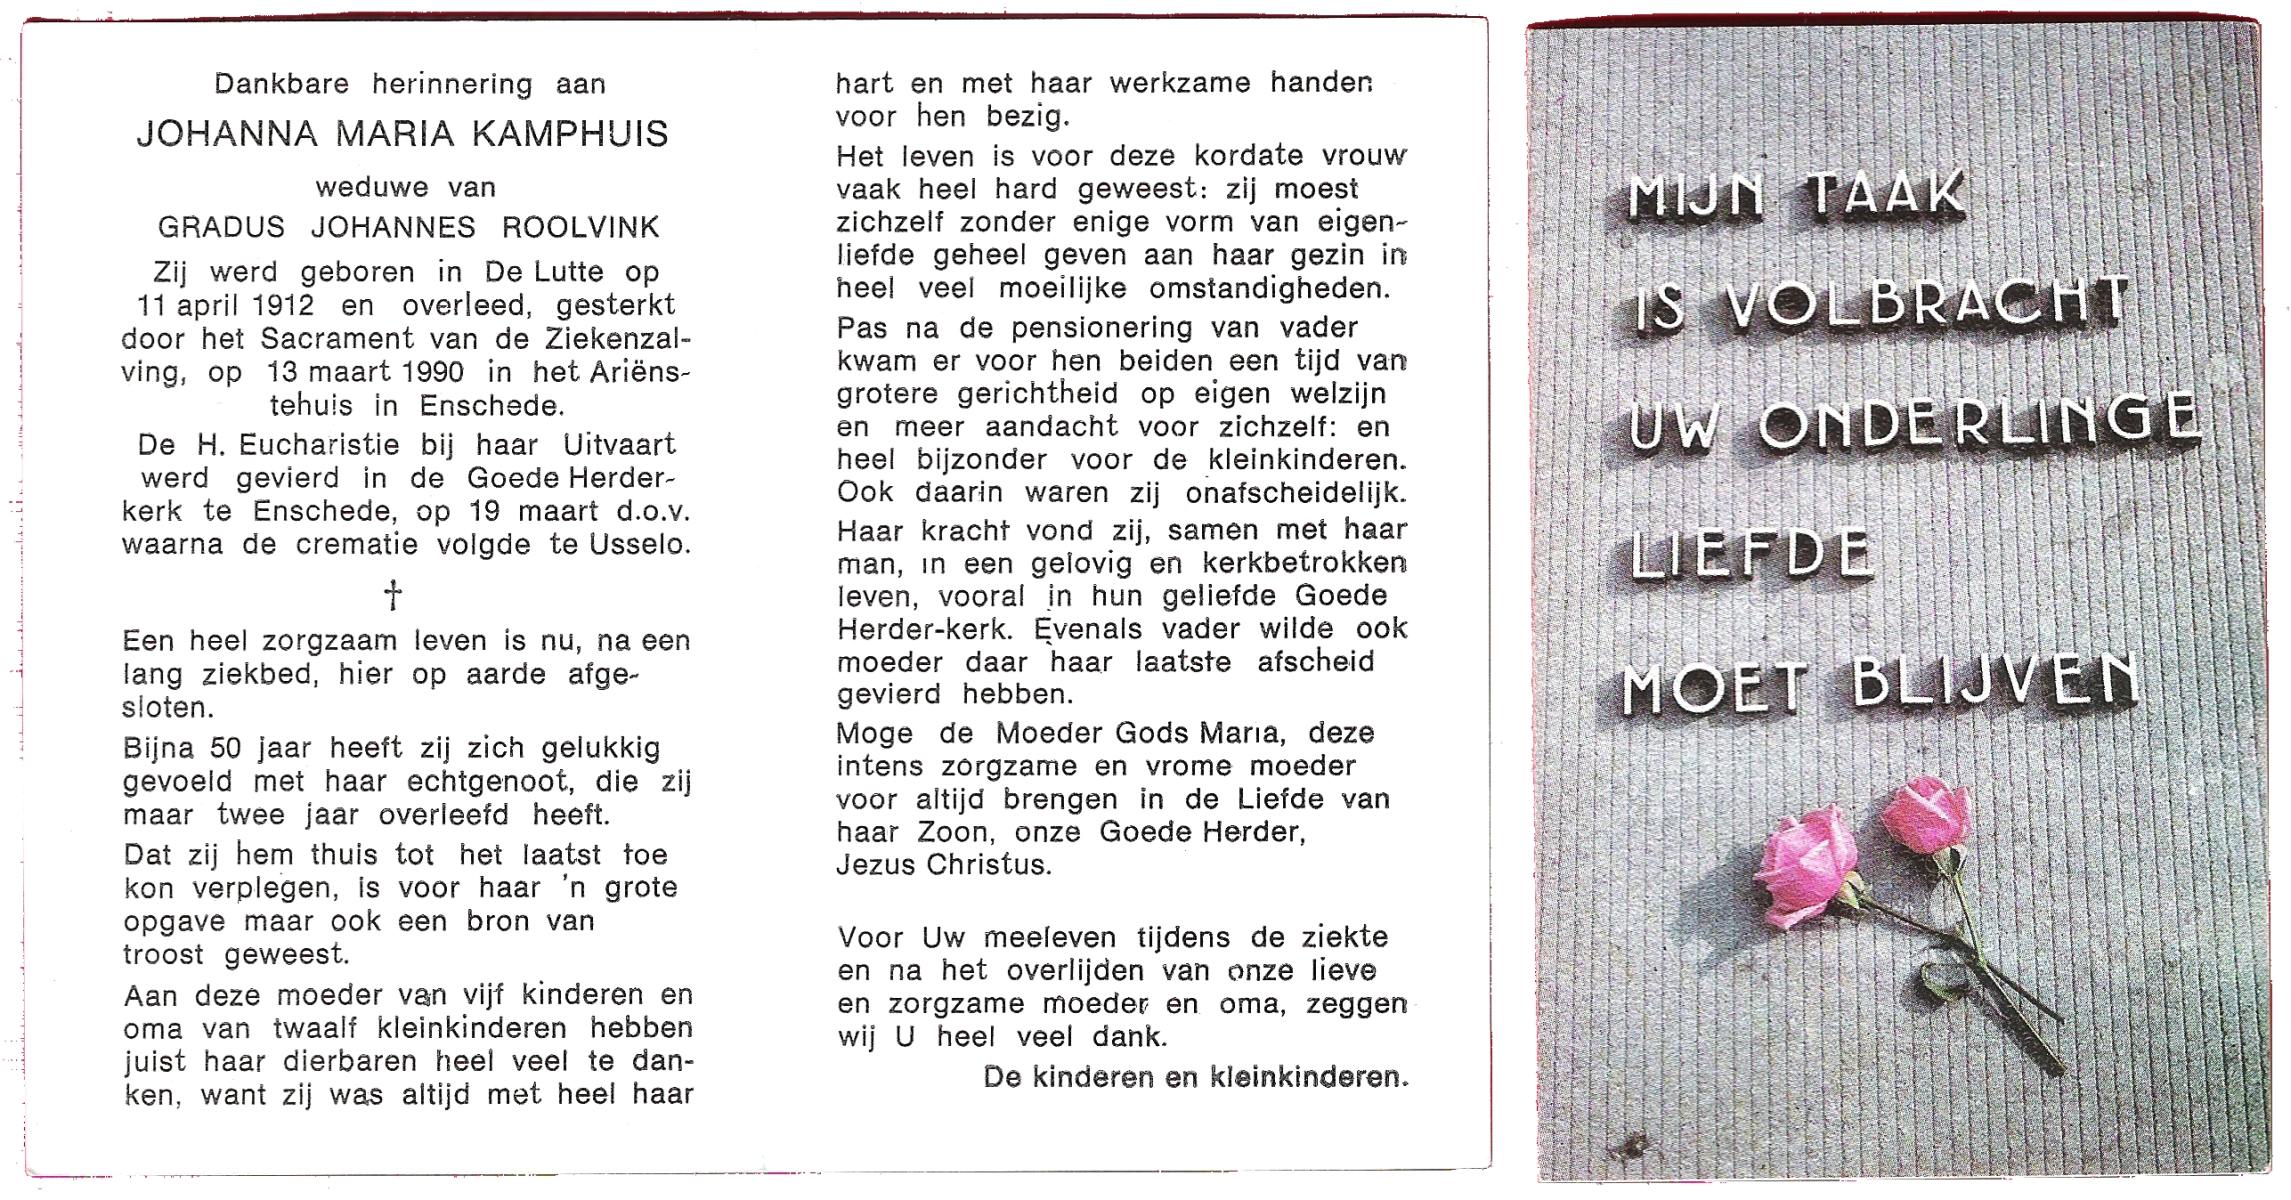 Dankbare herinnering aan
JOHANNA MARIA KAMPHUIS
weduwe van
GRADUS JOHANNES ROOLVINK
Zij werd geboren in De Lutte op
11 april 1912 en overleed, gesterkt
door het Sacrament van de Ziekenzal-
ving, op 13 maart 1990 in het Ariëns-
tehuis in Enschede.
De H. Eucharistie bij haar Uitvaart
werd gevierd in de Goede Herder-
kerk te Enschede, op 19 maart d.o.v.
waarna de crematie volgde te Usselo.
†
Een heel zorgzaam leven is nu, na een
lang ziekbed, hier op aarde afge-
sloten.
Bijna 50 jaar heeft zij zich gelukkig
gevoeld met haar echtgenoot, die zij
maar twee jaar overleefd heeft.
Dat zij hem thuis tot het laatst toe
kon verplegen, is voor haar 'n grote
opgave maar ook een bron van
troost geweest.
Aan deze moeder van vijf kinderen en
oma van twaalf kleinkinderen hebben
juist haar dierbaren heel veel te dan-
ken, want zij was altijd met heel haar
hart en met haar werkzame handen
voor hen bezig.
Het leven is voor deze kordate vrouw
vaak heel hard geweest: zij moest
zichzelf zonder enige vorm van eigen-
liefde geheel geven aan haar gezin in
heel veel moeilijke omstandigheden.
Pas na de pensionering van vader
kwam er voor hen beiden een tijd van
grotere gerichtheid op eigen welzijn
en meer aandacht voor zichzelf: en
heel bijzonder voor de kleinkinderen.
Ook daarin waren zij onafscheidelijk.
Haar kracht vond zij, samen met haar
man, in een gelovig en kerkbetrokken
leven, vooral in hun geliefde Goede
Herder-kerk. Evenals vader wilde ook
moeder daar haar laatste afscheid
gevierd hebben.
Moge de Moeder Gods Maria, deze
intens zorgzame en vrome moeder
voor altijd brengen in de Liefde van
haar Zoon, onze Goede Herder,
Jezus Christus.
Voor Uw meeleven tijdens de ziekte
en na het overlijden van onze lieve
en zorgzame moeder en oma, zeggen
wij U heel veel dank.
De kinderen en kleinkinderen.
MIJN TAAK
IS VOLBRACHT
UW ONDERLINGE
LIEFDE
MOET BLIJVEN